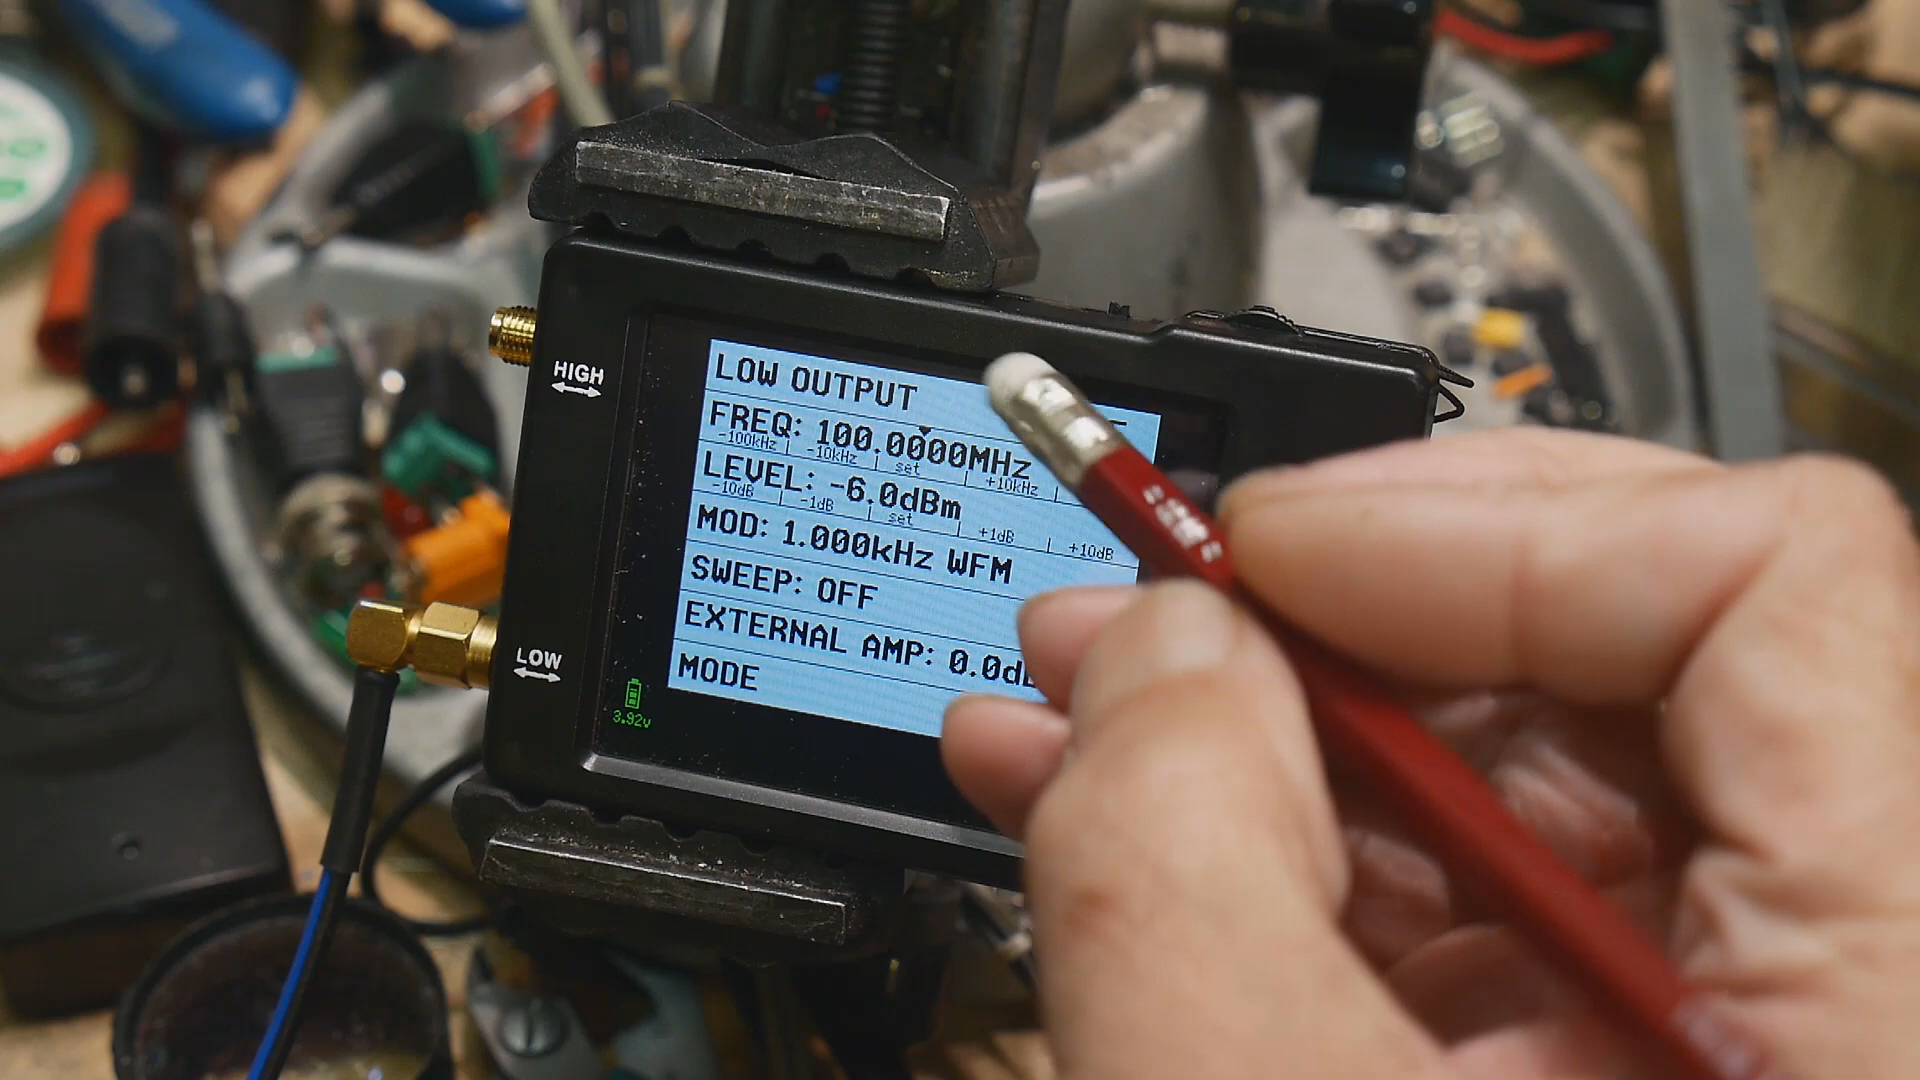 HIGH
LOW OUTPUT
FREQ: 100.0000MHz
-100kHz | -10kHz | set | +10kHz |
LEVEL: -6.0dBm
-10dB | -1dB | set | +1dB | +10dB
MOD: 1.000kHz WFM
SWEEP: OFF
EXTERNAL AMP: 0.0d
MODE
LOW
3.92v